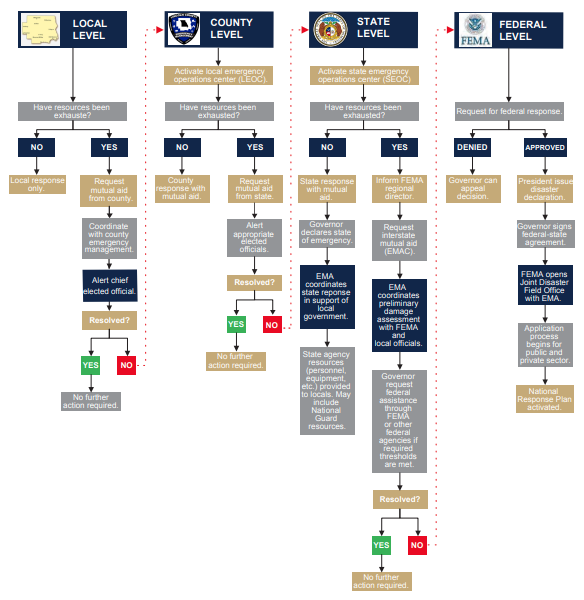 LOCAL
LEVEL
Have resources been
exhauste?
NO
YES
Local response
only.
Request
mutual aid
from county.
Coordinate
with county
emergency
management.
Alert chief
elected official.
Resolved?
YES
NO
No further
action required.
COUNTY
LEVEL
Activate local emergency
operations center (LEOC).
Have resources been
exhausted?
NO
YES
County
response with
mutual aid.
Request
mutual aid
from state.
Alert
appropriate
elected
officials.
Resolved?
YES
NO
No further
action required.
STATE
LEVEL
Activate state emergency
operations center (SEOC)
Have resources been
exhausted?
NO
YES
State response
with mutual
aid.
Governor
declares state
of emergency.
EMA
coordinates
state reponse
in support of
local
government.
State agency
resources
(personnel,
equipment,
etc.) provided
to locals. May
include
National
Guard
resources.
Inform FEMA
regional
director.
Request
interstate
mutual aid
(EMAC).
EMA
coordinates
preliminary
damage
assessment
with FEMA
and
local officials.
Governor
request
federal
assistance
through
FEMA
or other
federal
agencies if
required
thresholds
are met.
Resolved?
YES
NO
No further
action required.
FEMA
FEDERAL
LEVEL
Request for federal response.
DENIED
APPROVED
Governor can
appeal
decision.
President issue
disaster
declaration.
Governor signs
federal-state
agreement.
FEMA opens
Joint Disaster
Field Office
with EMA.
Application
process
begins for
public and
private sector.
National
Response Plan
activated.